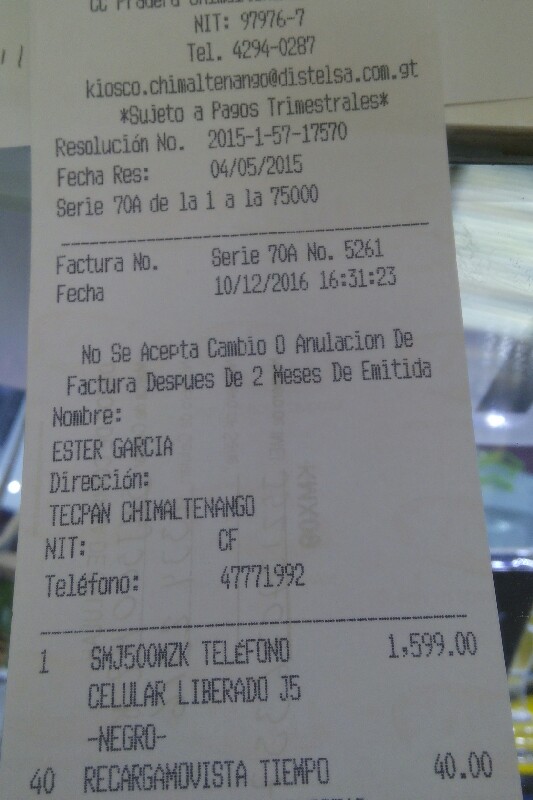 CC Pradera Chimaltenango
NIT: 97976-7
Tel. 4294-0287
kiosco.chimaltenango@distelsa.com.gt
*Sujeto a Pagos Trimestrales*
Resolución No. 2015-1-57-17570
Fecha Res: 04/05/2015
Serie 70A de la 1 a la 75000
Factura No. Serie 70A No. 5261
Fecha 10/12/2016 16:31:23
No Se Acepta Cambio O Anulacion De
Factura Despues De 2 Meses De Emitida
Nombre:
ESTER GARCIA
Dirección:
TECPAN CHIMALTENANGO
NIT: CF
Teléfono: 47771992
1 SMJ500MZK TELÉFONO 1,599.00
CELULAR LIBERADO J5
-NEGRO-
40 RECARGAMOVISTA TIEMPO 40.00